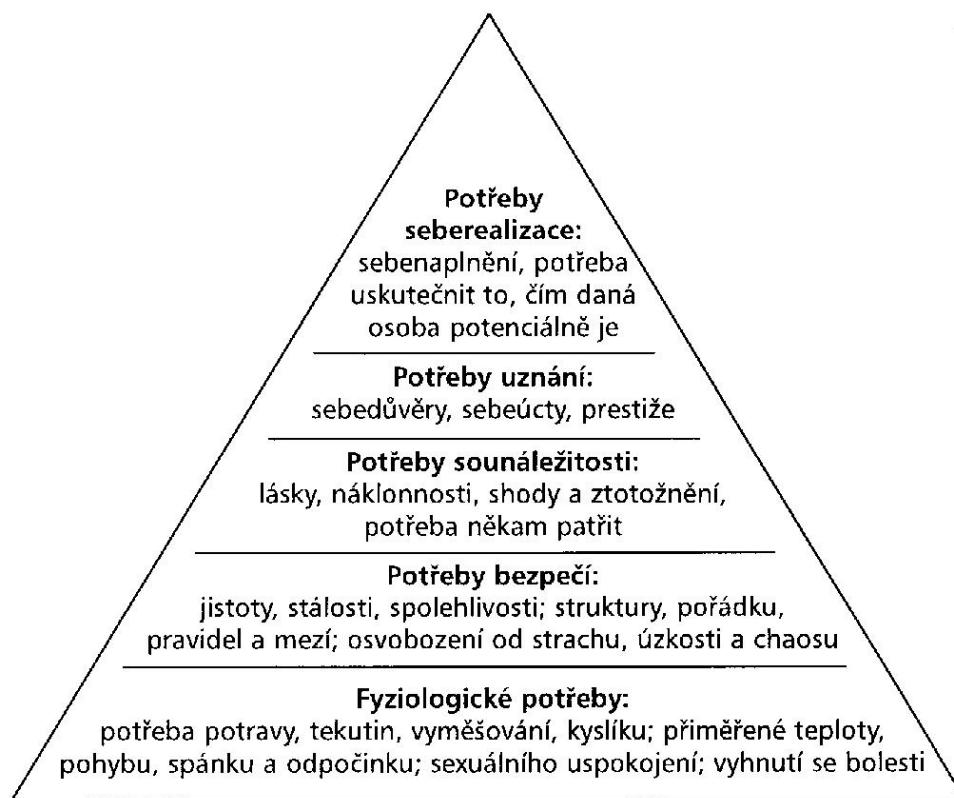 Potřeby
seberealizace:
sebenaplnění, potřeba
uskutečnit to, čím daná
osoba potenciálně je
Potřeby uznání:
sebedůvěry, sebeúcty, prestiže
Potřeby sounáležitosti:
lásky, náklonnosti, shody a ztotožnění,
potřeba někam patřit
Potřeby bezpečí:
jistoty, stálosti, spolehlivosti; struktury, pořádku,
pravidel a mezí; osvobození od strachu, úzkosti a chaosu
Fyziologické potřeby:
potřeba potravy, tekutin, vyměšování, kyslíku; přiměřené teploty,
pohybu, spánku a odpočinku; sexuálního uspokojení; vyhnutí se bolesti